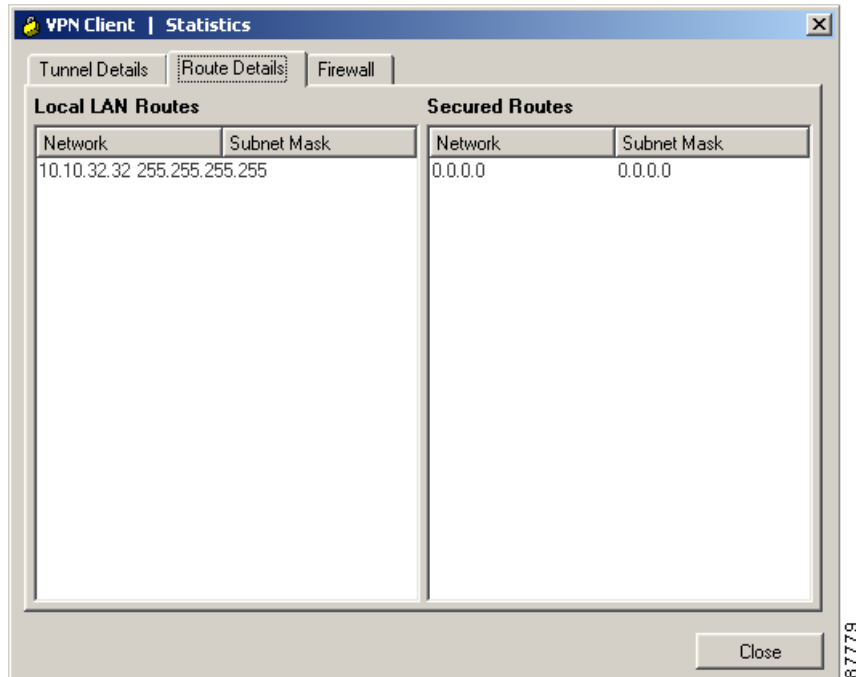 VPN Client | Statistics
Tunnel Details Route Details Firewall
Local LAN Routes
Network Subnet Mask
10.10.32.32 255.255.255.255
Secured Routes
Network Subnet Mask
0.0.0.0 0.0.0.0
Close
87779